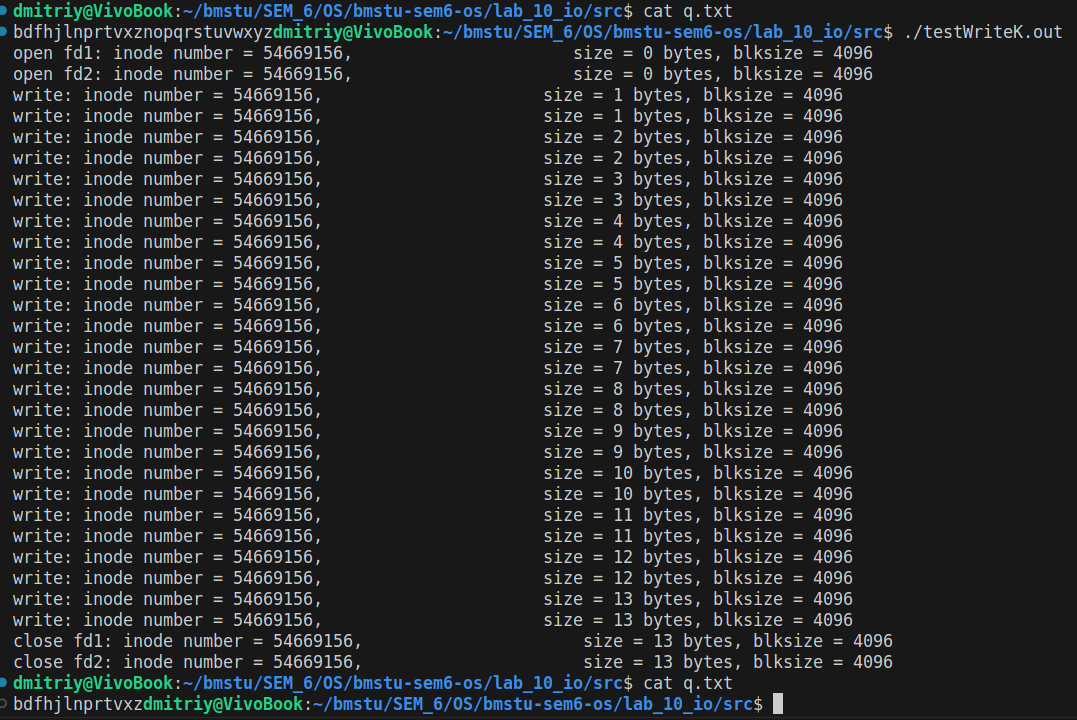 dmitriy@VivoBook:~/bmstu/SEM_6/OS/bmstu-sem6-os/lab_10_io/src$ cat q.txt
bdfhjlnprtvxznopqrstuvwxyzdmitriy@VivoBook:~/bmstu/SEM_6/OS/bmstu-sem6-os/lab_10_io/src$ ./testWriteK.out
open fd1: inode number = 54669156, size = 0 bytes, blksize = 4096
open fd2: inode number = 54669156, size = 0 bytes, blksize = 4096
write: inode number = 54669156, size = 1 bytes, blksize = 4096
write: inode number = 54669156, size = 1 bytes, blksize = 4096
write: inode number = 54669156, size = 2 bytes, blksize = 4096
write: inode number = 54669156, size = 2 bytes, blksize = 4096
write: inode number = 54669156, size = 3 bytes, blksize = 4096
write: inode number = 54669156, size = 3 bytes, blksize = 4096
write: inode number = 54669156, size = 4 bytes, blksize = 4096
write: inode number = 54669156, size = 4 bytes, blksize = 4096
write: inode number = 54669156, size = 5 bytes, blksize = 4096
write: inode number = 54669156, size = 5 bytes, blksize = 4096
write: inode number = 54669156, size = 6 bytes, blksize = 4096
write: inode number = 54669156, size = 6 bytes, blksize = 4096
write: inode number = 54669156, size = 7 bytes, blksize = 4096
write: inode number = 54669156, size = 7 bytes, blksize = 4096
write: inode number = 54669156, size = 8 bytes, blksize = 4096
write: inode number = 54669156, size = 8 bytes, blksize = 4096
write: inode number = 54669156, size = 9 bytes, blksize = 4096
write: inode number = 54669156, size = 9 bytes, blksize = 4096
write: inode number = 54669156, size = 10 bytes, blksize = 4096
write: inode number = 54669156, size = 10 bytes, blksize = 4096
write: inode number = 54669156, size = 11 bytes, blksize = 4096
write: inode number = 54669156, size = 11 bytes, blksize = 4096
write: inode number = 54669156, size = 12 bytes, blksize = 4096
write: inode number = 54669156, size = 12 bytes, blksize = 4096
write: inode number = 54669156, size = 13 bytes, blksize = 4096
write: inode number = 54669156, size = 13 bytes, blksize = 4096
close fd1: inode number = 54669156, size = 13 bytes, blksize = 4096
close fd2: inode number = 54669156, size = 13 bytes, blksize = 4096
dmitriy@VivoBook:~/bmstu/SEM_6/OS/bmstu-sem6-os/lab_10_io/src$ cat q.txt
bdfhjlnprtvxzdmitriy@VivoBook:~/bmstu/SEM_6/OS/bmstu-sem6-os/lab_10_io/src$